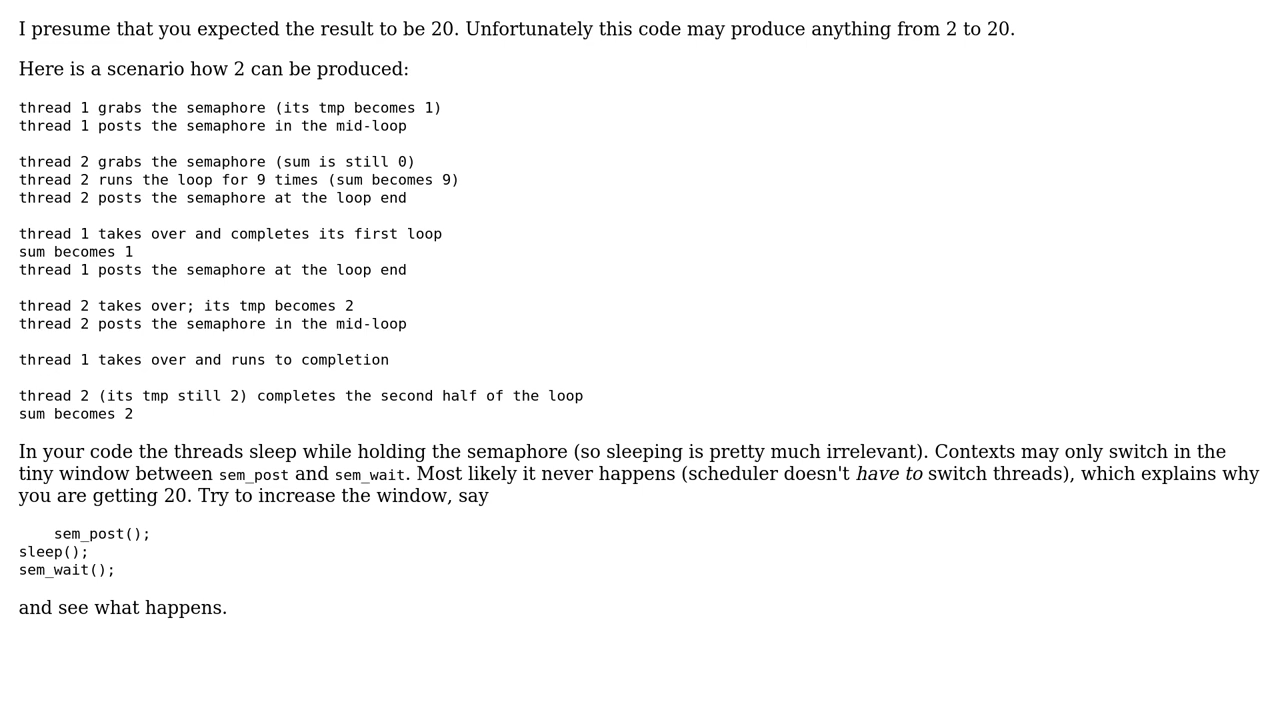 I presume that you expected the result to be 20. Unfortunately this code may produce anything from 2 to 20.
Here is a scenario how 2 can be produced:
thread 1 grabs the semaphore (its tmp becomes 1)
thread 1 posts the semaphore in the mid-loop
thread 2 grabs the semaphore (sum is still 0)
thread 2 runs the loop for 9 times (sum becomes 9)
thread 2 posts the semaphore at the loop end
thread 1 takes over and completes its first loop
sum becomes 1
thread 1 posts the semaphore at the loop end
thread 2 takes over; its tmp becomes 2
thread 2 posts the semaphore in the mid-loop
thread 1 takes over and runs to completion
thread 2 (its tmp still 2) completes the second half of the loop
sum becomes 2
In your code the threads sleep while holding the semaphore (so sleeping is pretty much irrelevant). Contexts may only switch in the
tiny window between sem_post and sem_wait. Most likely it never happens (scheduler doesn't have to switch threads), which explains why
you are getting 20. Try to increase the window, say
sem_post();
sleep();
sem_wait();
and see what happens.